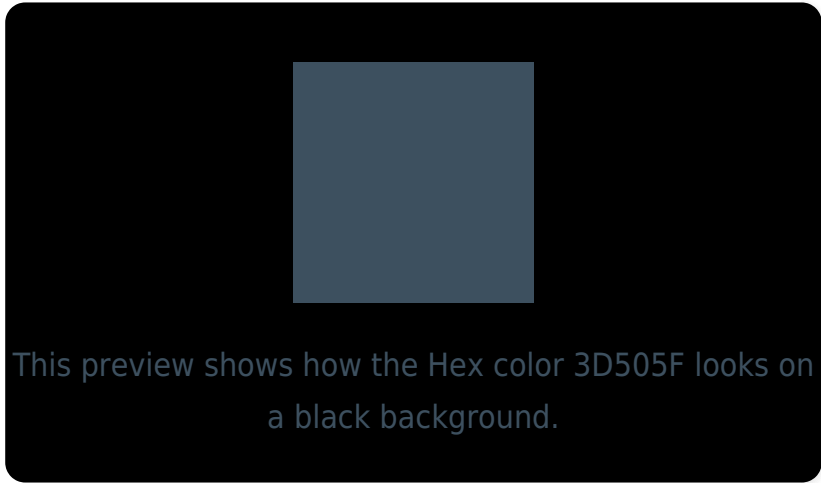 This preview shows how the Hex color 3D505F looks on
a black background.